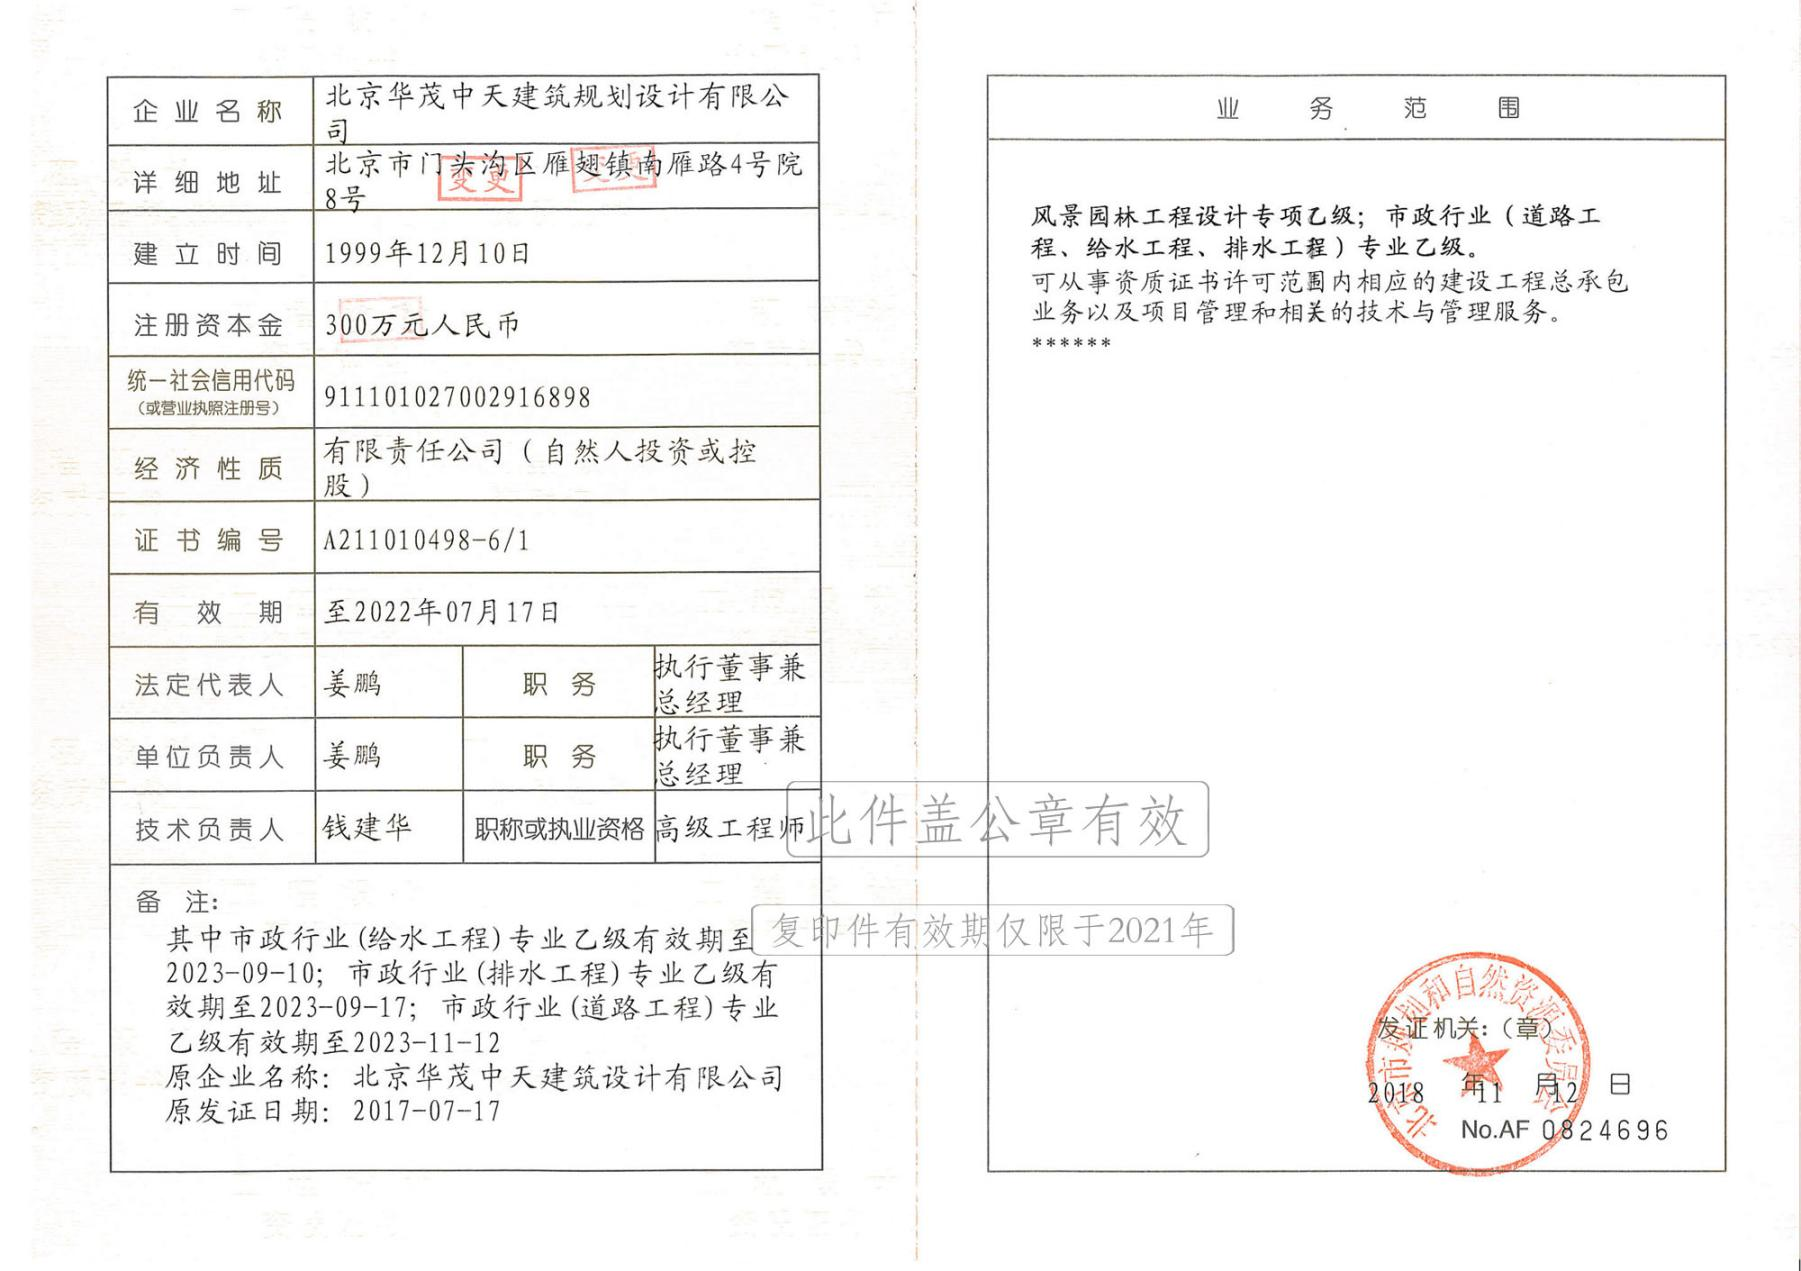 企业名称 北京华茂中天建筑规划设计有限公
司
详细地址 北京市门头沟区雁翅镇南雁路4号院
8号
变更
变更
建立时间 1999年12月10日
注册资本金 300万元人民币
统一社会信用代码
（或营业执照注册号） 911101027002916898
经济性质 有限责任公司（自然人投资或控
股）
证书编号 A211010498-6/1
有效期 至2022年07月17日
法定代表人 姜鹏 职务 执行董事兼
总经理
单位负责人 姜鹏 职务 执行董事兼
总经理
技术负责人 钱建华 职称或执业资格 高级工程师
备 注：
其中市政行业(给水工程)专业乙级有效期至
2023-09-10；市政行业(排水工程)专业乙级有
效期至2023-09-17；市政行业(道路工程)专业
乙级有效期至2023-11-12
原企业名称：北京华茂中天建筑设计有限公司
原发证日期：2017-07-17
业务范围
风景园林工程设计专项乙级；市政行业（道路工
程、给水工程、排水工程）专业乙级。
可从事资质证书许可范围内相应的建设工程总承包
业务以及项目管理和相关的技术与管理服务。
******
此件盖公章有效
复印件有效期仅限于2021年
北京市规划和自然资源委员会
发证机关：（章）
2018 年11 月12 日
No.AF 0824696